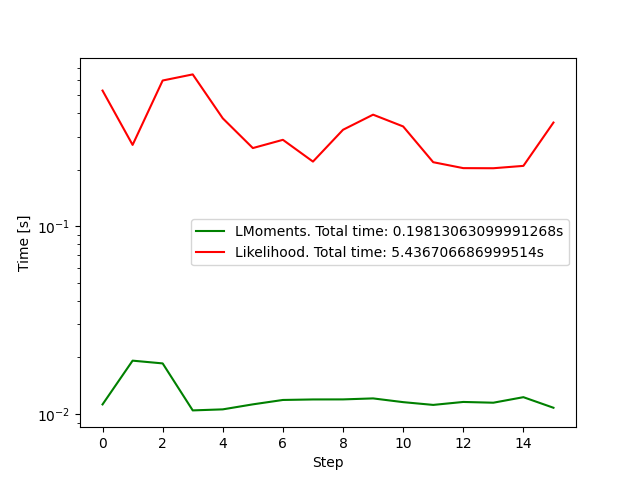 Time [s]
10⁻¹
10⁻²
LMoments. Total time: 0.19813063099991268s
Likelihood. Total time: 5.436706686999514s
0 2 4 6 8 10 12 14
Step